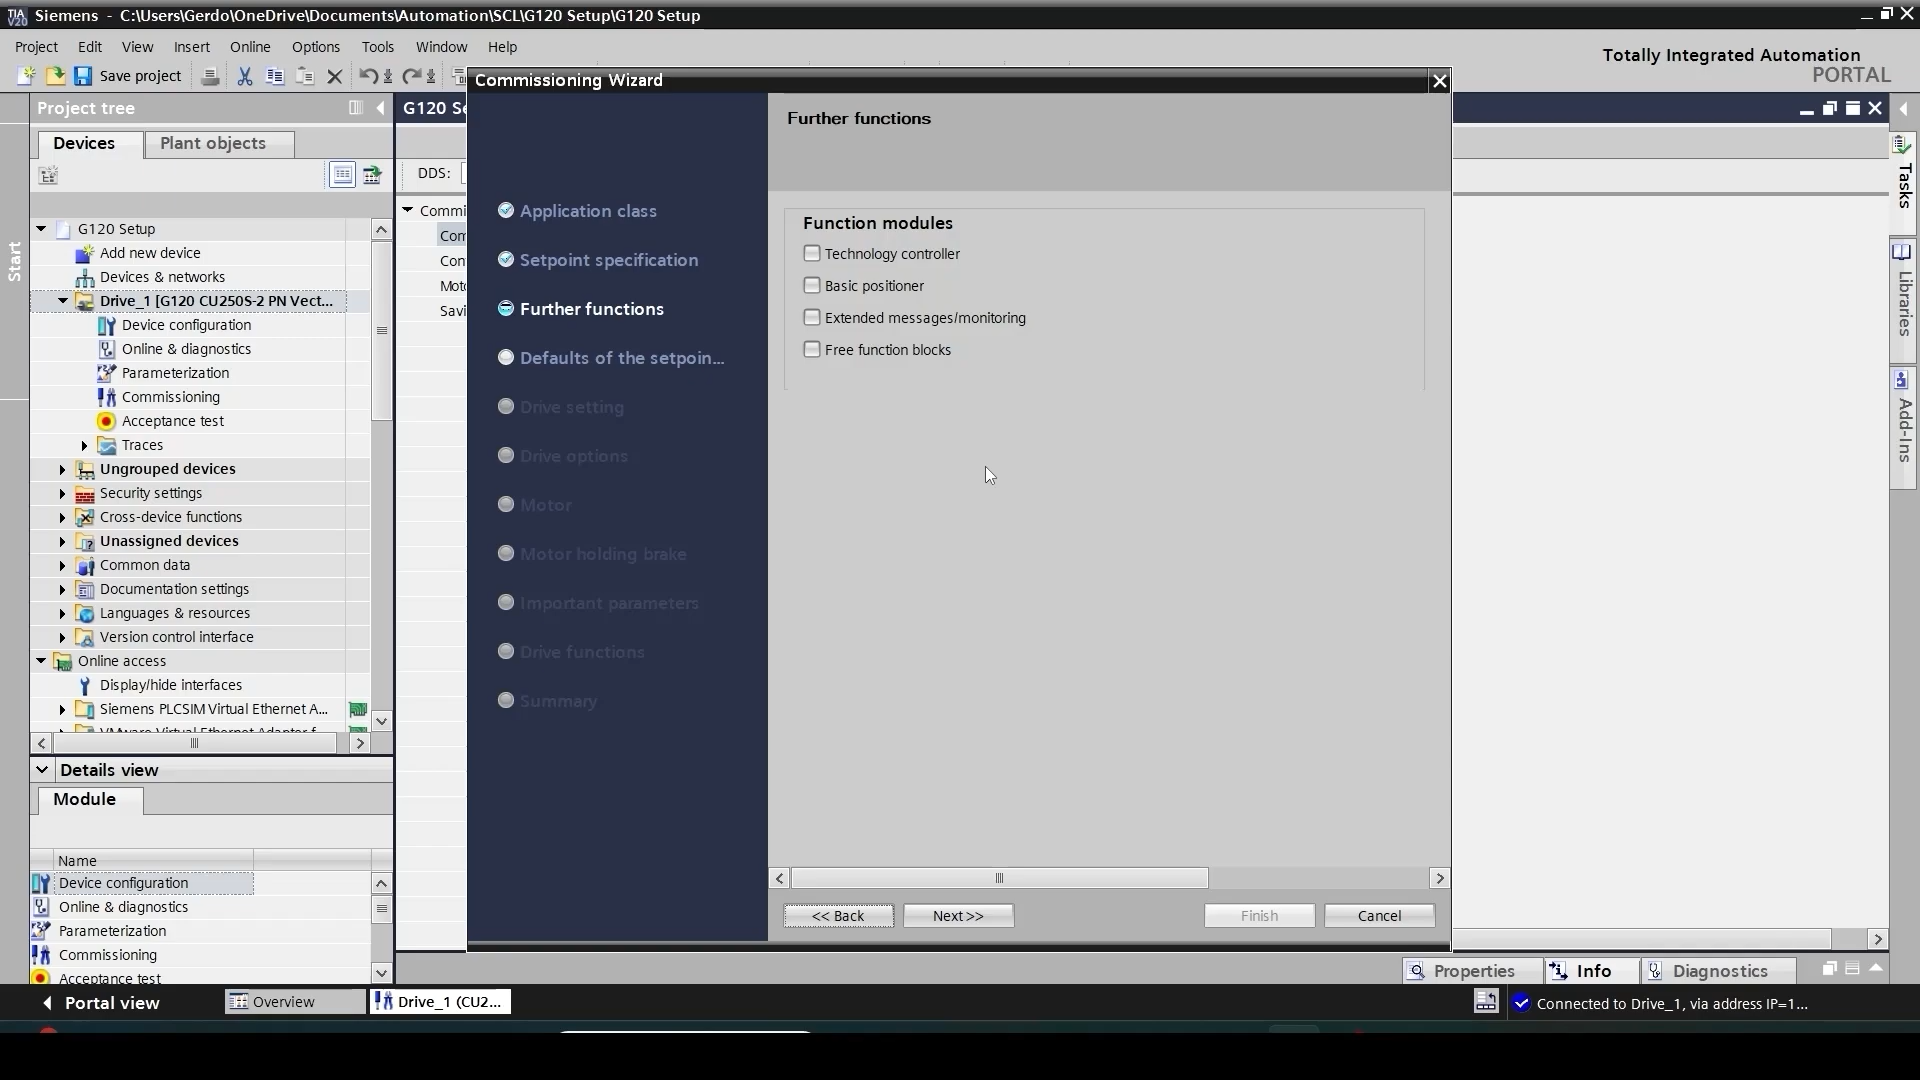 Siemens - C:\Users\Gerdo\OneDrive\Documents\Automation\SCL\G120 Setup\G120 Setup
Project Edit View Insert Online Options Tools Window Help
Totally Integrated Automation
PORTAL
Save project
Project tree
Devices
Plant objects
G120 Setup
Add new device
Devices & networks
Drive_1 [G120 CU250S-2 PN Vect...
Device configuration
Online & diagnostics
Parameterization
Commissioning
Acceptance test
Traces
Ungrouped devices
Security settings
Cross-device functions
Unassigned devices
Common data
Documentation settings
Languages & resources
Version control interface
Online access
Display/hide interfaces
Siemens PLCSIM Virtual Ethernet A...
Details view
Module
Name
Device configuration
Online & diagnostics
Parameterization
Commissioning
Acceptance test
Start
G120 Se
DDS:
Commi
Com
Con
Moto
Savi
Commissioning Wizard
Application class
Setpoint specification
Further functions
Defaults of the setpoin...
Drive setting
Drive options
Motor
Motor holding brake
Important parameters
Drive functions
Summary
Further functions
Function modules
Technology controller
Basic positioner
Extended messages/monitoring
Free function blocks
<< Back
Next >>
Finish
Cancel
Tasks
Libraries
Add-Ins
Properties
Info
Diagnostics
Portal view
Overview
Drive_1 (CU2...
Connected to Drive_1, via address IP=1...